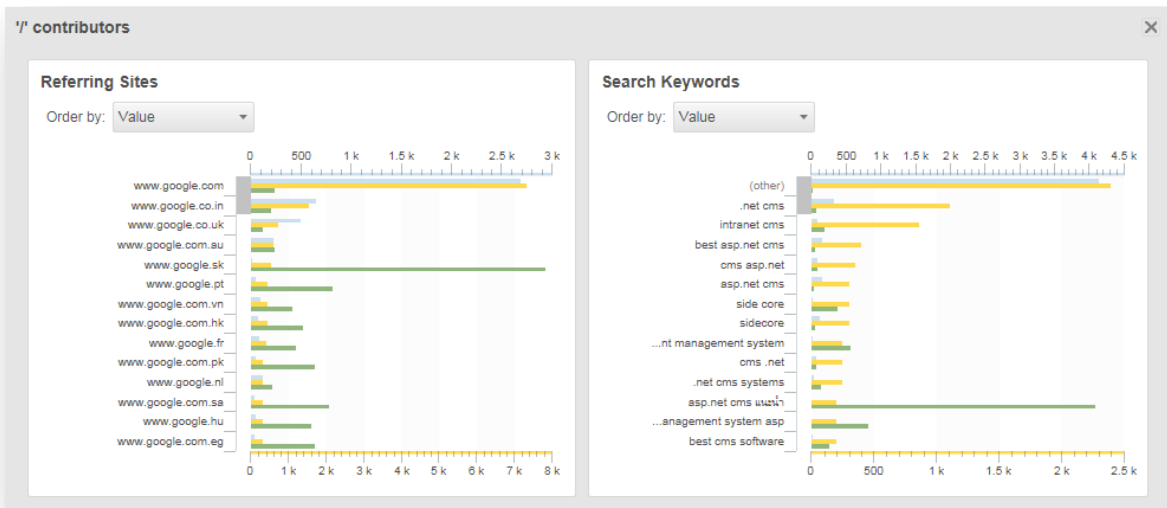 '/' contributors
Referring Sites
Order by: Value
0 500 1 k 1.5 k 2 k 2.5 k 3 k
www.google.com
www.google.co.in
www.google.co.uk
www.google.com.au
www.google.sk
www.google.pt
www.google.com.vn
www.google.com.hk
www.google.fr
www.google.com.pk
www.google.nl
www.google.com.sa
www.google.hu
www.google.com.eg
0 1 k 2 k 3 k 4 k 5 k 6 k 7 k 8 k
Search Keywords
Order by: Value
0 500 1 k 1.5 k 2 k 2.5 k 3 k 3.5 k 4 k 4.5 k
(other)
.net cms
intranet cms
best asp.net cms
cms asp.net
asp.net cms
side core
sidecore
...nt management system
cms .net
.net cms systems
asp.net cms แนะนำ
...anagement system asp
best cms software
0 500 1 k 1.5 k 2 k 2.5 k